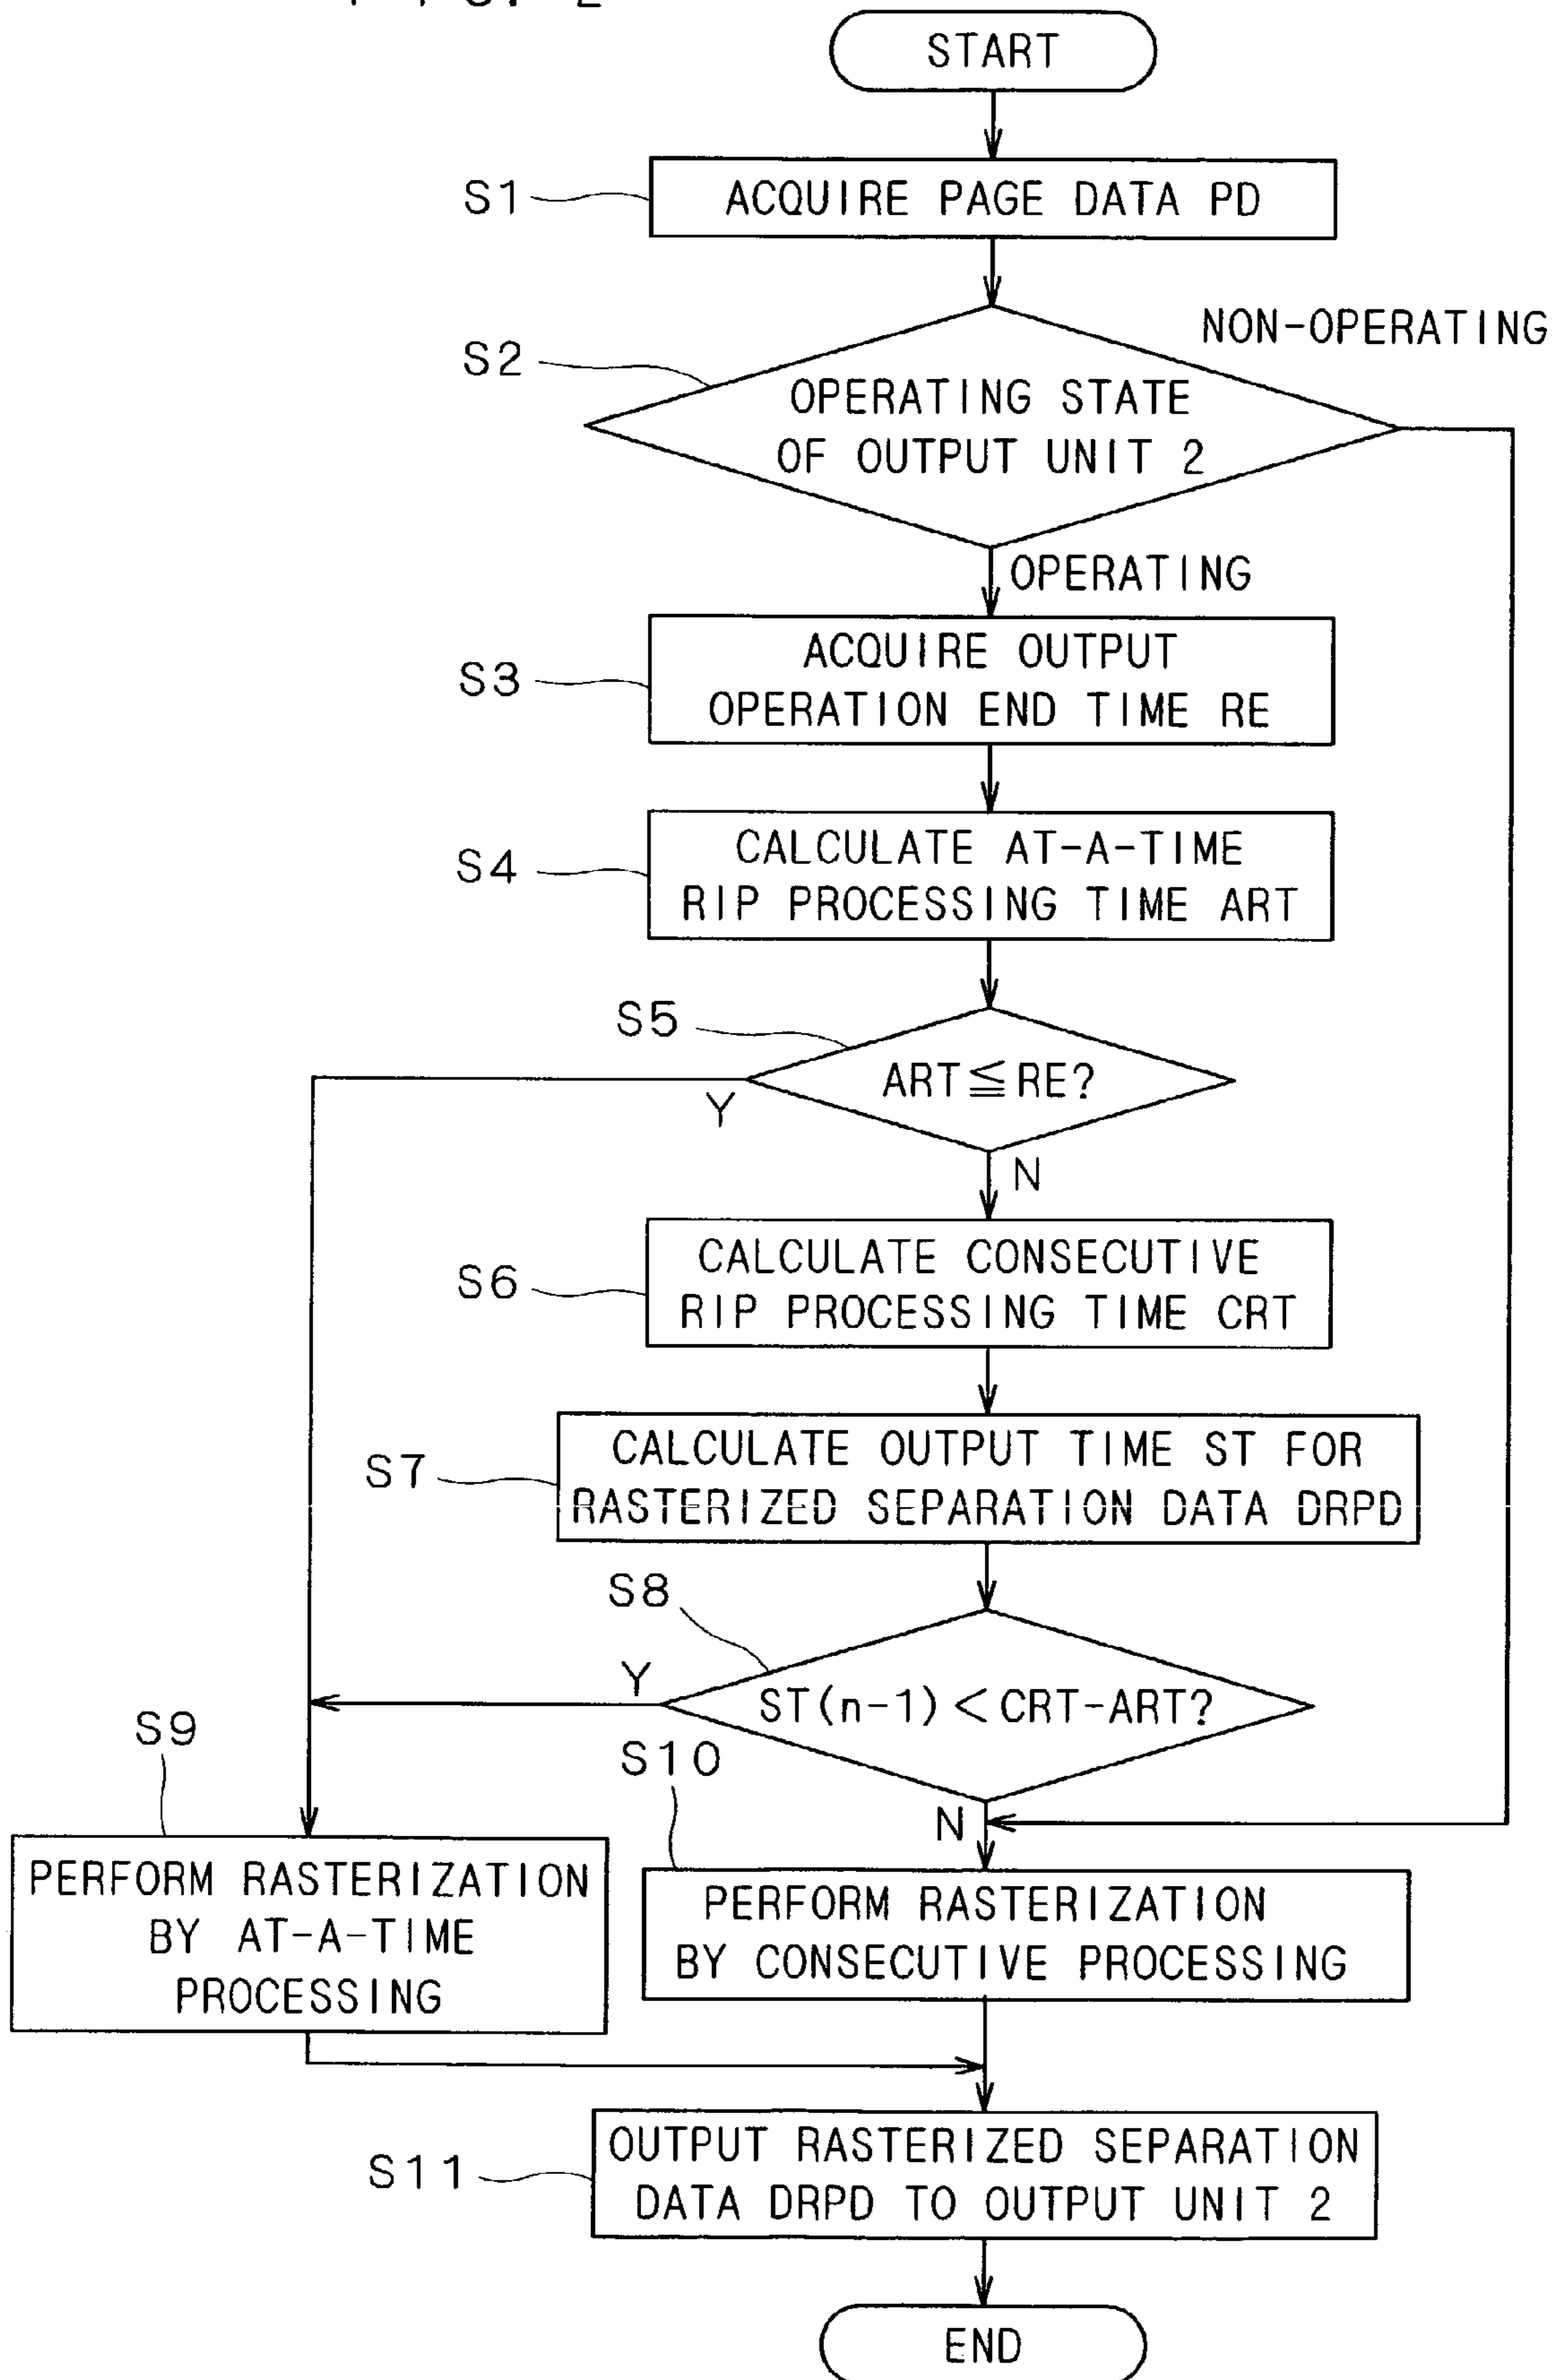 START
S1
ACQUIRE PAGE DATA PD
NON-OPERATING
S2
OPERATING STATE
OF OUTPUT UNIT 2
OPERATING
S3
ACQUIRE OUTPUT
OPERATION END TIME RE
S4
CALCULATE AT-A-TIME
RIP PROCESSING TIME ART
S5
ART≦RE?
Y
N
S6
CALCULATE CONSECUTIVE
RIP PROCESSING TIME CRT
S7
CALCULATE OUTPUT TIME ST FOR
RASTERIZED SEPARATION DATA DRPD
S8
Y
ST(n-1)<CRT-ART?
S9
S10
N
PERFORM RASTERIZATION
BY AT-A-TIME
PROCESSING
PERFORM RASTERIZATION
BY CONSECUTIVE PROCESSING
S11
OUTPUT RASTERIZED SEPARATION
DATA DRPD TO OUTPUT UNIT 2
END